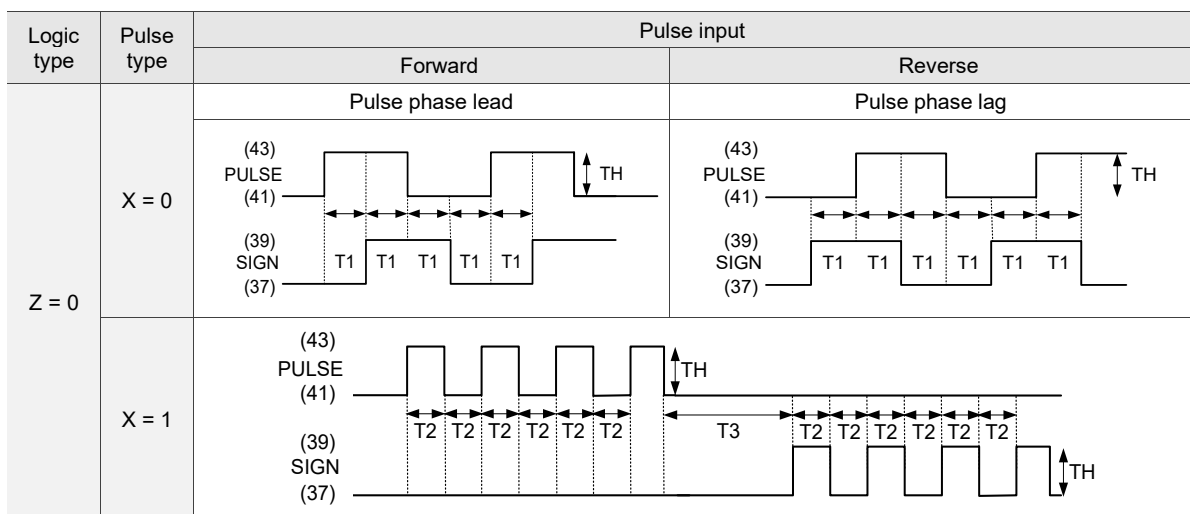 Logic type
Pulse type
Pulse input
Forward
Reverse
Z = 0
X = 0
Pulse phase lead
Pulse phase lag
(43)
PULSE
(41)
TH
(39)
SIGN
(37)
T1 T1 T1 T1 T1
(43)
PULSE
(41)
TH
(39)
SIGN
(37)
T1 T1 T1 T1 T1 T1
X = 1
(43)
PULSE
(41)
TH
T2 T2 T2 T2 T2 T2 T3 T2 T2 T2 T2 T2 T2
(39)
SIGN
(37)
TH